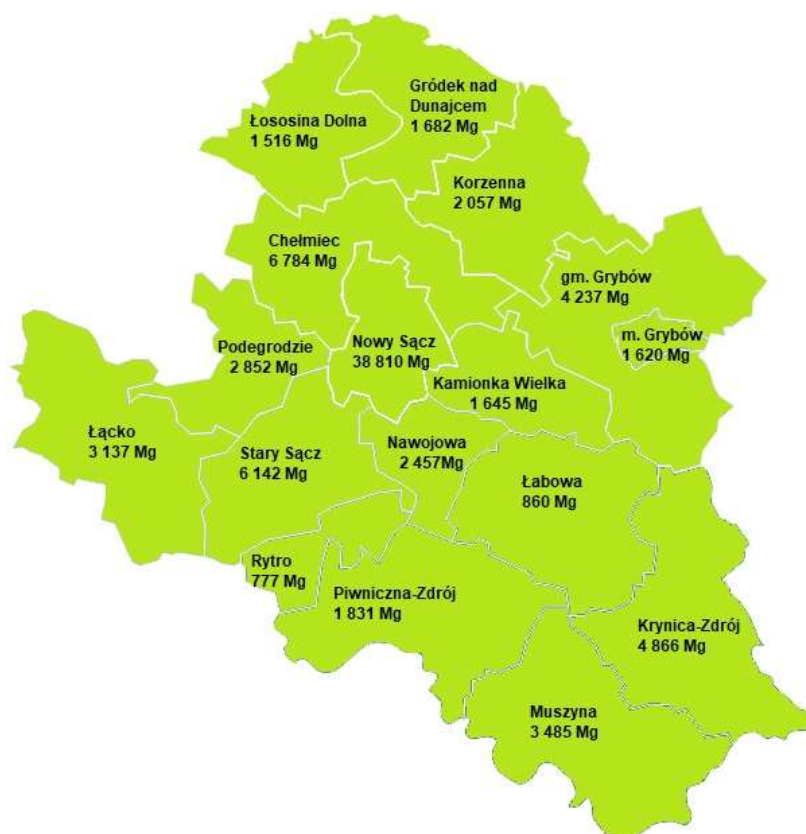 Gródek nad
Dunajcem
1 682 Mg
Łososina Dolna
1 516 Mg
Korzenna
2 057 Mg
Chełmiec
6 784 Mg
gm. Grybów
4 237 Mg
m. Grybów
1 620 Mg
Podegrodzie
2 852 Mg
Nowy Sącz
38 810 Mg
Kamionka Wielka
1 645 Mg
Łącko
3 137 Mg
Stary Sącz
6 142 Mg
Nawojowa
2 457Mg
Łabowa
860 Mg
Rytro
777 Mg
Piwniczna-Zdrój
1 831 Mg
Krynica-Zdrój
4 866 Mg
Muszyna
3 485 Mg